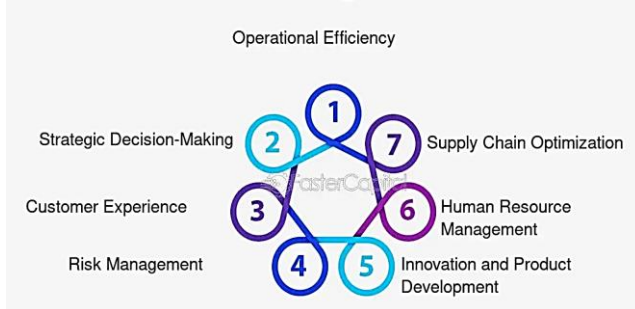 Operational Efficiency
1
2
Strategic Decision-Making
7
Supply Chain Optimization
FasterCapital
3
Customer Experience
6
Human Resource
Management
4
Risk Management
5
Innovation and Product
Development